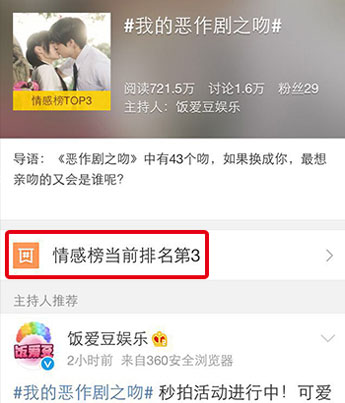 #我的恶作剧之吻#
情感榜TOP3
阅读721.5万 讨论1.6万 粉丝29
主持人：饭爱豆娱乐
导语：《恶作剧之吻》中有43个吻，如果换成你，最想
亲吻的又会是谁呢?
情感榜当前排名第3
主持人推荐
饭爱豆
饭爱豆娱乐
2小时前 来自360安全浏览器
#我的恶作剧之吻# 秒拍活动进行中！可爱